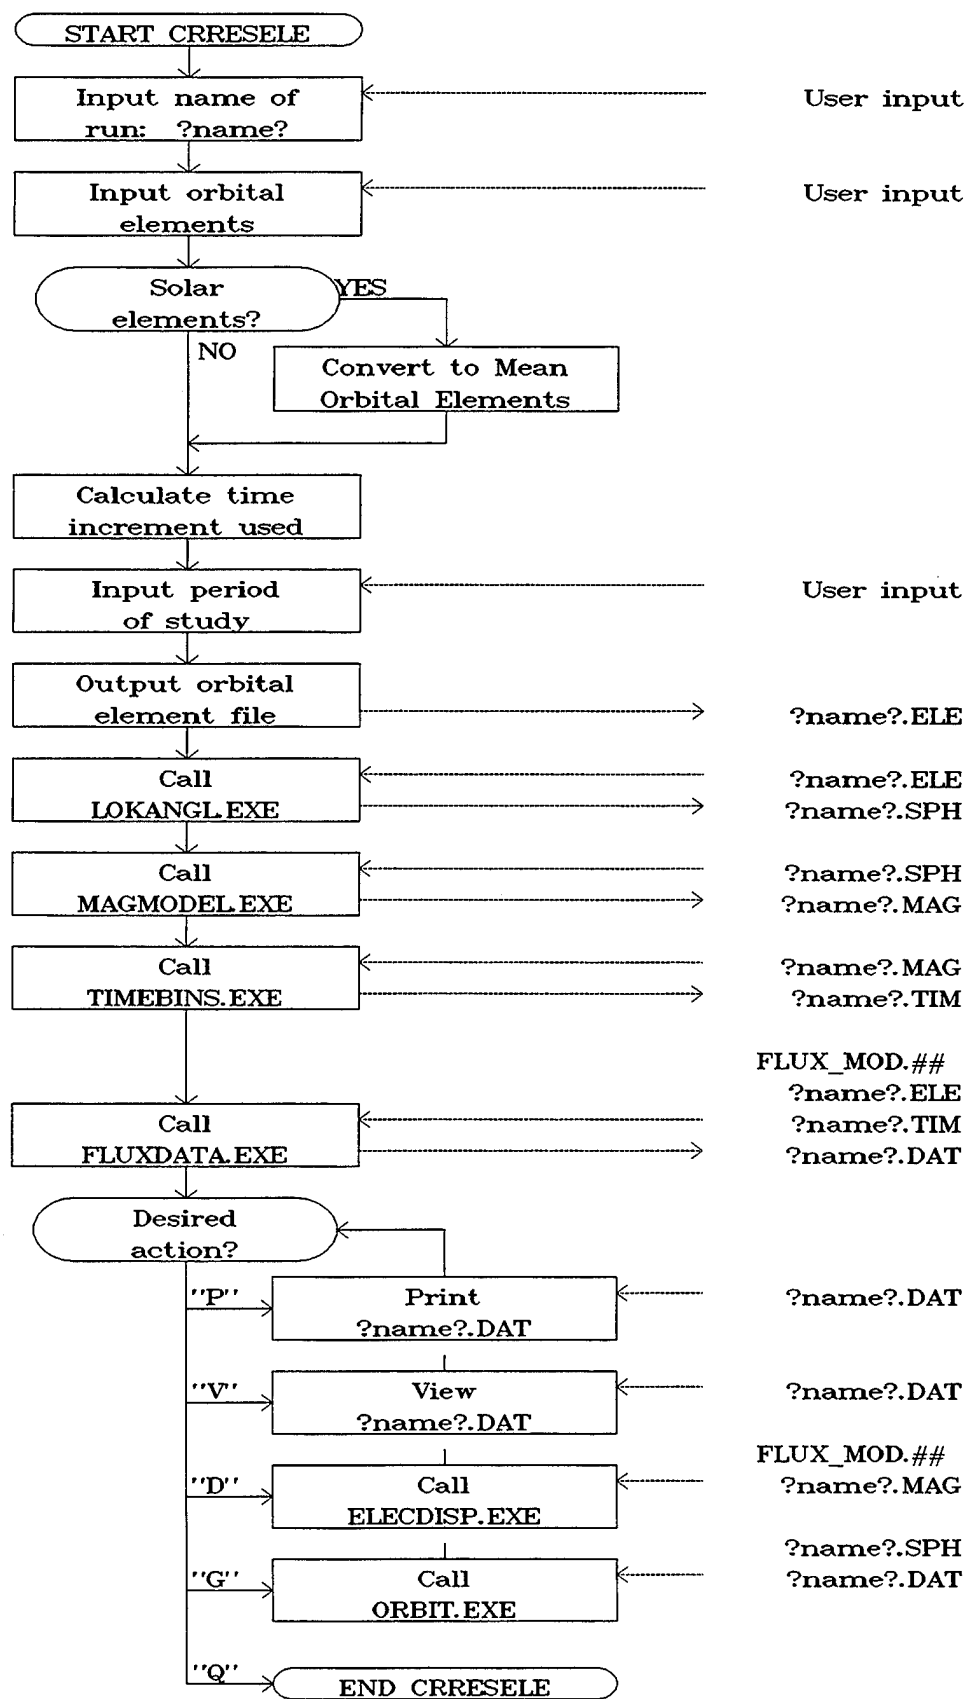 START CRRESELE
Input name of
run: ?name?
User input
Input orbital
elements
User input
Solar
elements?
YES
NO
Convert to Mean
Orbital Elements
Calculate time
increment used
Input period
of study
User input
Output orbital
element file
?name?.ELE
Call
LOKANGL.EXE
?name?.ELE
?name?.SPH
Call
MAGMODEL.EXE
?name?.SPH
?name?.MAG
Call
TIMEBINS.EXE
?name?.MAG
?name?.TIM
FLUX_MOD.##
?name?.ELE
Call
FLUXDATA.EXE
?name?.TIM
?name?.DAT
Desired
action?
"P"
Print
?name?.DAT
?name?.DAT
"V"
View
?name?.DAT
?name?.DAT
FLUX_MOD.##
"D"
Call
ELECDISP.EXE
?name?.MAG
?name?.SPH
"G"
Call
ORBIT.EXE
?name?.DAT
"Q"
END CRRESELE